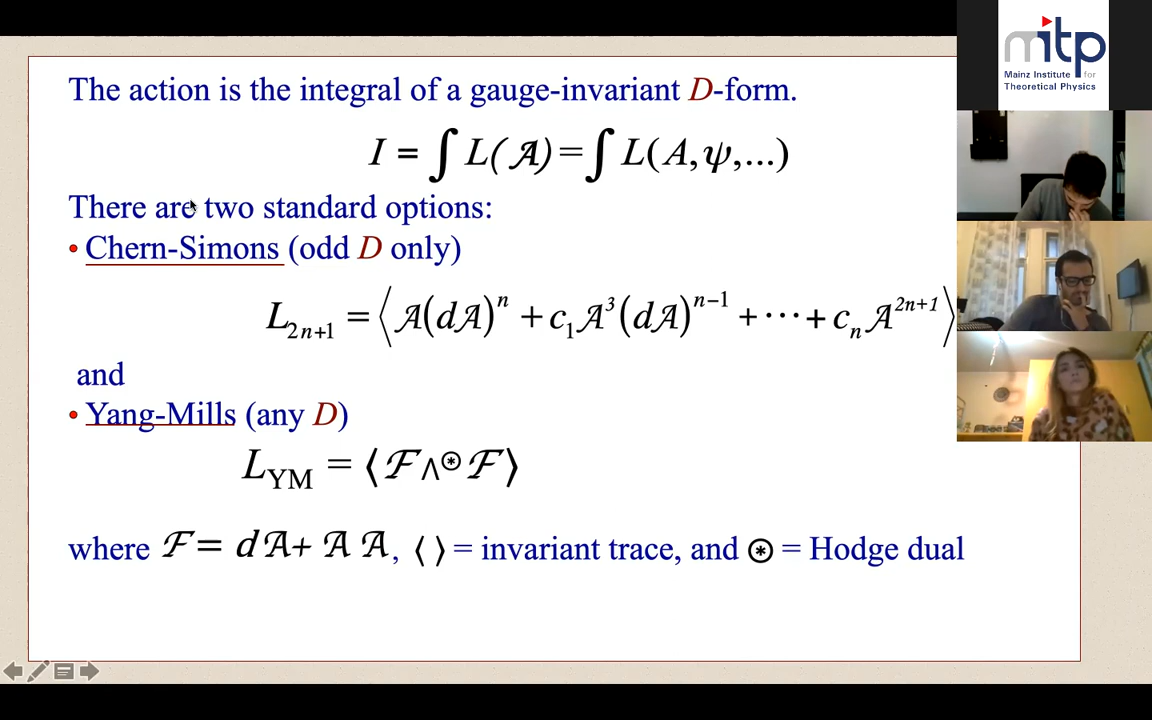 The action is the integral of a gauge-invariant D-form.
I = ∫ L(𝒜) = ∫ L(A, ψ, ...)
There are two standard options:
• Chern-Simons (odd D only)
L₂ₙ₊₁ = ⟨𝒜(d𝒜)ⁿ + c₁𝒜³(d𝒜)ⁿ⁻¹ + ··· + cₙ𝒜²ⁿ⁺¹⟩
and
• Yang-Mills (any D)
L_YM = ⟨ℱ ∧ ⊛ ℱ⟩
where ℱ = d𝒜 + 𝒜 𝒜, ⟨ ⟩ = invariant trace, and ⊛ = Hodge dual
mitp
Mainz Institute for
Theoretical Physics